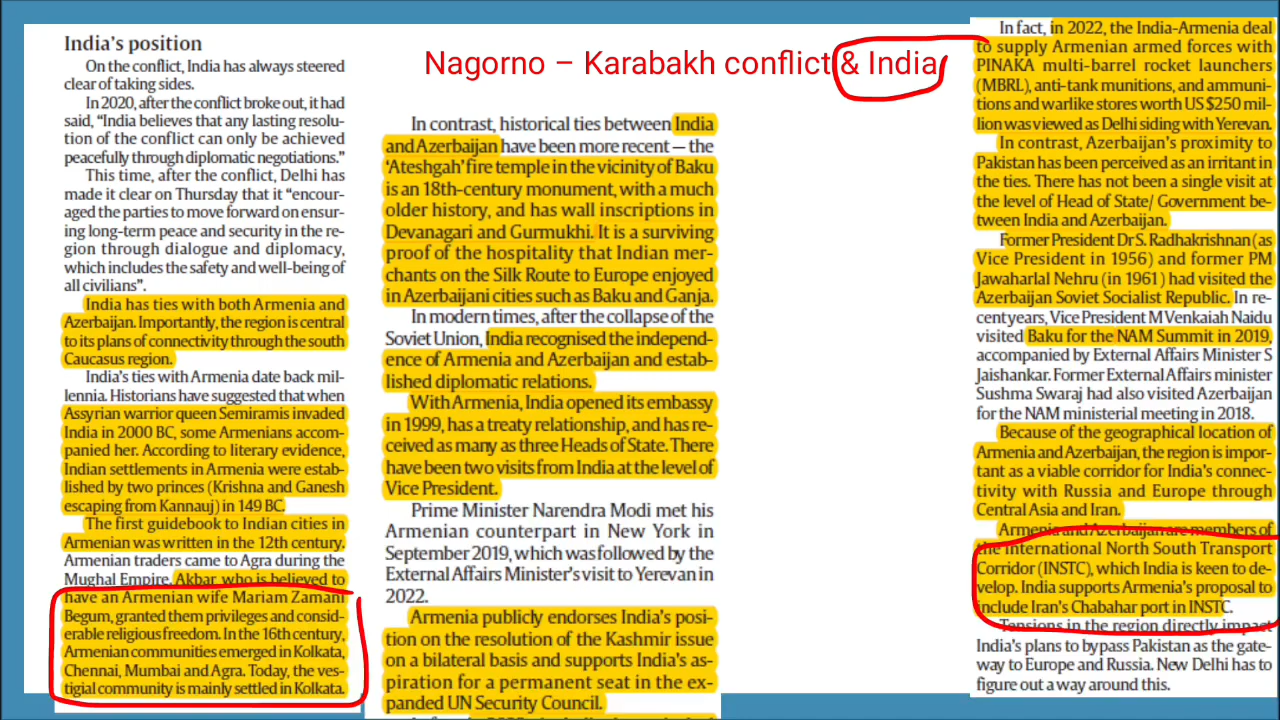 Nagorno – Karabakh conflict & India
India's position
On the conflict, India has always steered
clear of taking sides.
In 2020, after the conflict broke out, it had
said, “India believes that any lasting resolu-
tion of the conflict can only be achieved
peacefully through diplomatic negotiations.”
This time, after the conflict, Delhi has
made it clear on Thursday that it “encour-
aged the parties to move forward on ensur-
ing long-term peace and security in the re-
gion through dialogue and diplomacy,
which includes the safety and well-being of
all civilians”.
India has ties with both Armenia and
Azerbaijan. Importantly, the region is central
to its plans of connectivity through the south
Caucasus region.
India's ties with Armenia date back mil-
lennia. Historians have suggested that when
Assyrian warrior queen Semiramis invaded
India in 2000 BC, some Armenians accom-
panied her. According to literary evidence,
Indian settlements in Armenia were estab-
lished by two princes (Krishna and Ganesh
escaping from Kannauj) in 149 BC.
The first guidebook to Indian cities in
Armenian was written in the 12th century.
Armenian traders came to Agra during the
Mughal Empire. Akbar, who is believed to
have an Armenian wife Mariam Zamani
Begum, granted them privileges and consid-
erable religious freedom. In the 16th century,
Armenian communities emerged in Kolkata,
Chennai, Mumbai and Agra. Today, the ves-
tigial community is mainly settled in Kolkata.
In contrast, historical ties between India
and Azerbaijan have been more recent — the
‘Ateshgah’ fire temple in the vicinity of Baku
is an 18th-century monument, with a much
older history, and has wall inscriptions in
Devanagari and Gurmukhi. It is a surviving
proof of the hospitality that Indian mer-
chants on the Silk Route to Europe enjoyed
in Azerbaijani cities such as Baku and Ganja.
In modern times, after the collapse of the
Soviet Union, India recognised the independ-
ence of Armenia and Azerbaijan and estab-
lished diplomatic relations.
With Armenia, India opened its embassy
in 1999, has a treaty relationship, and has re-
ceived as many as three Heads of State. There
have been two visits from India at the level of
Vice President.
Prime Minister Narendra Modi met his
Armenian counterpart in New York in
September 2019, which was followed by the
External Affairs Minister's visit to Yerevan in
2022.
Armenia publicly endorses India's posi-
tion on the resolution of the Kashmir issue
on a bilateral basis and supports India's as-
piration for a permanent seat in the ex-
panded UN Security Council.
In fact, in 2022, the India-Armenia deal
to supply Armenian armed forces with
PINAKA multi-barrel rocket launchers
(MBRL), anti-tank munitions, and ammuni-
tions and warlike stores worth US $250 mil-
lion was viewed as Delhi siding with Yerevan.
In contrast, Azerbaijan's proximity to
Pakistan has been perceived as an irritant in
the ties. There has not been a single visit at
the level of Head of State/ Government be-
tween India and Azerbaijan.
Former President Dr S. Radhakrishnan (as
Vice President in 1956) and former PM
Jawaharlal Nehru (in 1961) had visited the
Azerbaijan Soviet Socialist Republic. In re-
cent years, Vice President M Venkaiah Naidu
visited Baku for the NAM Summit in 2019,
accompanied by External Affairs Minister S
Jaishankar. Former External Affairs minister
Sushma Swaraj had also visited Azerbaijan
for the NAM ministerial meeting in 2018.
Because of the geographical location of
Armenia and Azerbaijan, the region is impor-
tant as a viable corridor for India's connec-
tivity with Russia and Europe through
Central Asia and Iran.
Armenia and Azerbaijan are members of
the International North South Transport
Corridor (INSTC), which India is keen to de-
velop. India supports Armenia's proposal to
include Iran's Chabahar port in INSTC.
Tensions in the region directly impact
India's plans to bypass Pakistan as the gate-
way to Europe and Russia. New Delhi has to
figure out a way around this.